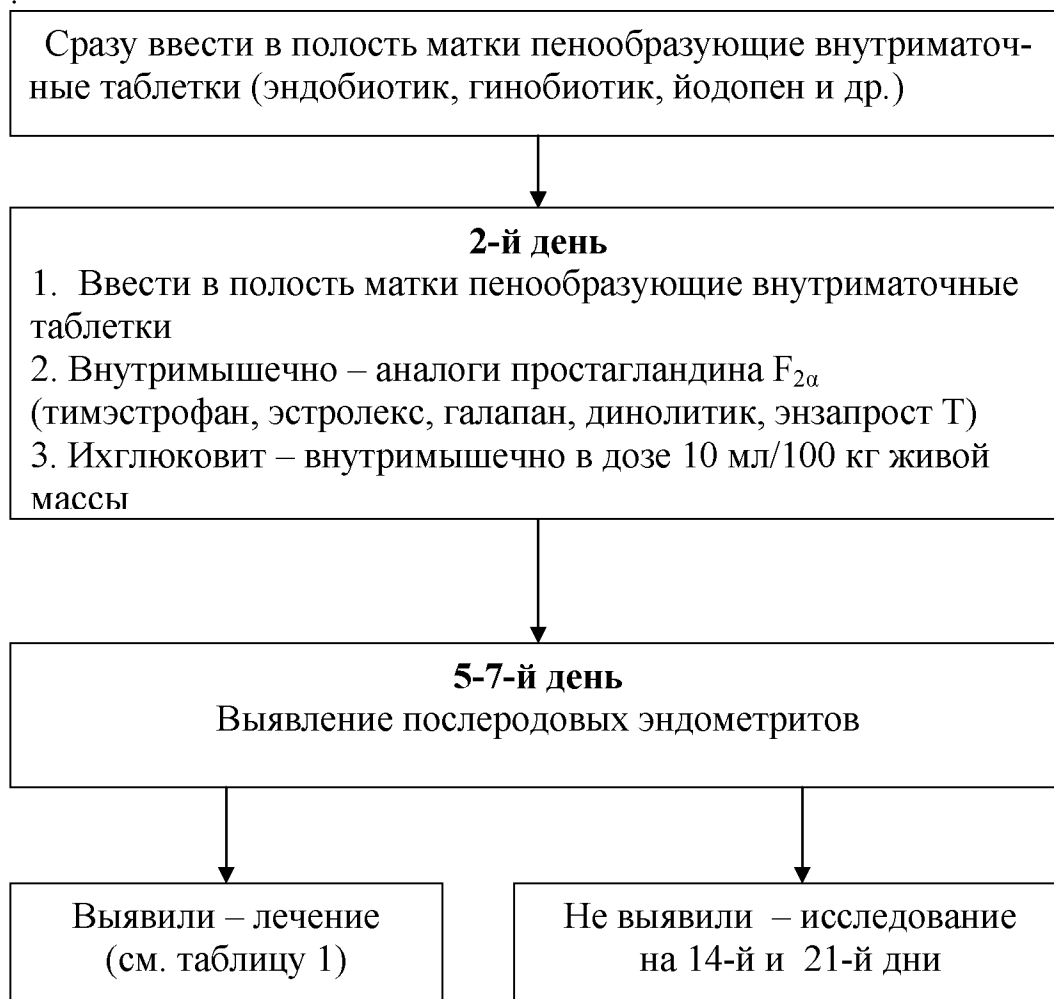 Сразу ввести в полость матки пенообразующие внутриматоч-
ные таблетки (эндобиотик, гинобиотик, йодопен и др.)
2-й день
1. Ввести в полость матки пенообразующие внутриматочные
таблетки
2. Внутримышечно – аналоги простагландина F2α
(тимэстрофан, эстролекс, галапан, динолитик, энзапрост Т)
3. Ихглюковит – внутримышечно в дозе 10 мл/100 кг живой
массы
5-7-й день
Выявление послеродовых эндометритов
Выявили – лечение
(см. таблицу 1)
Не выявили – исследование
на 14-й и 21-й дни